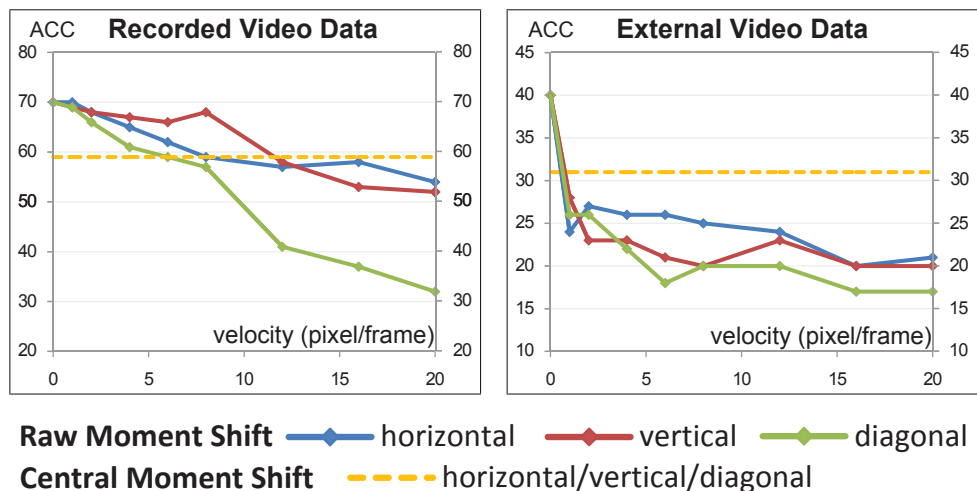 ACC Recorded Video Data
80 80
70 70
60 60
50 50
40 40
30 30
velocity (pixel/frame)
20 20
0 5 10 15 20
ACC External Video Data
45 45
40 40
35 35
30 30
25 25
20 20
15 15
velocity (pixel/frame)
10 10
0 5 10 15 20
Raw Moment Shift horizontal vertical diagonal
Central Moment Shift horizontal/vertical/diagonal